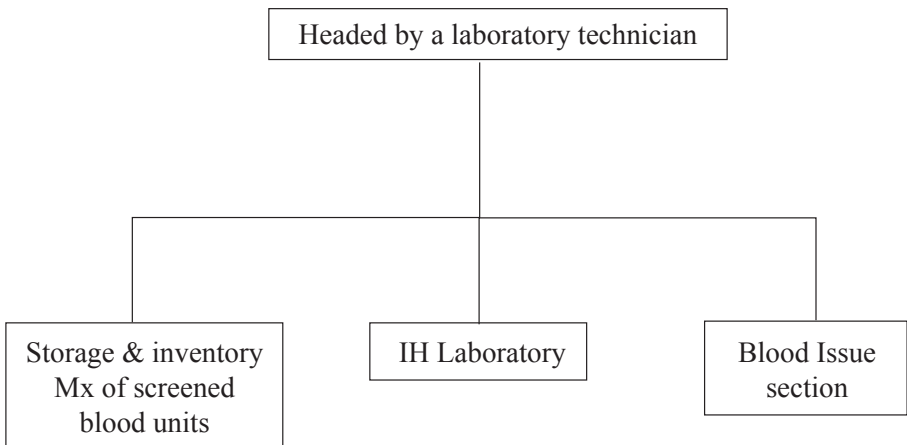 Headed by a laboratory technician
Storage & inventory
Mx of screened
blood units
IH Laboratory
Blood Issue
section